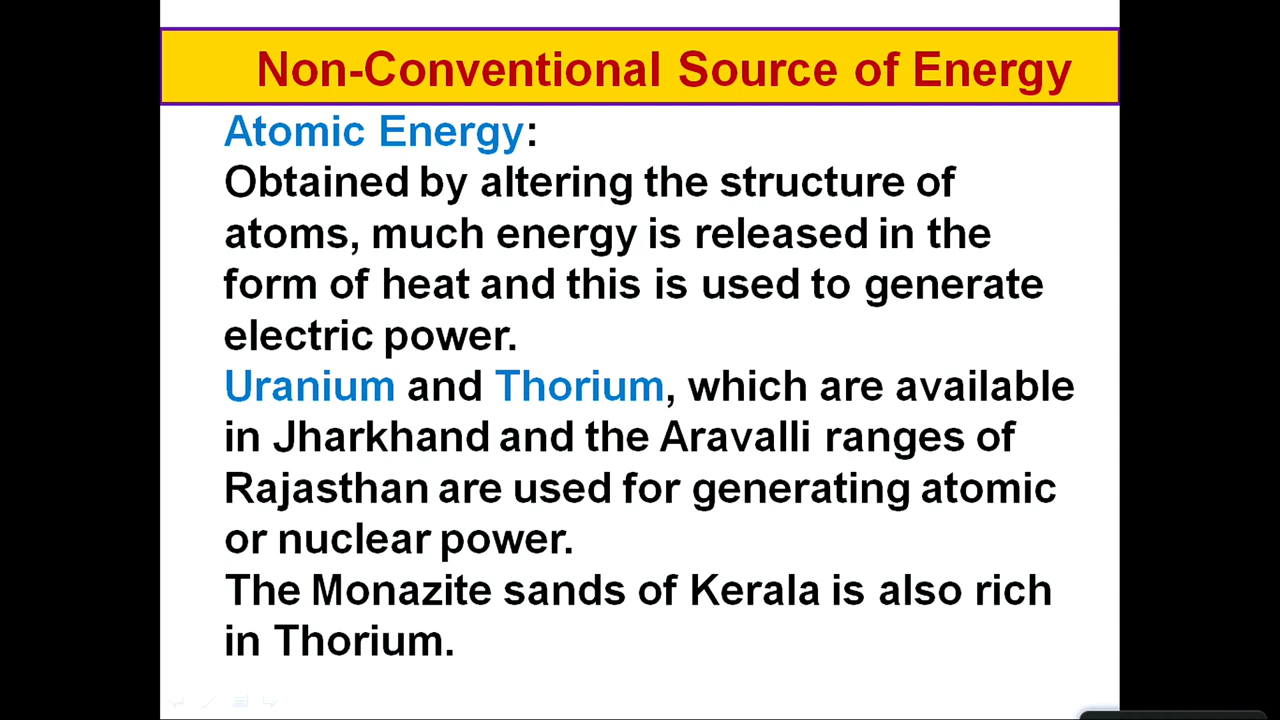 Non-Conventional Source of Energy
Atomic Energy:
Obtained by altering the structure of
atoms, much energy is released in the
form of heat and this is used to generate
electric power.
Uranium and Thorium, which are available
in Jharkhand and the Aravalli ranges of
Rajasthan are used for generating atomic
or nuclear power.
The Monazite sands of Kerala is also rich
in Thorium.